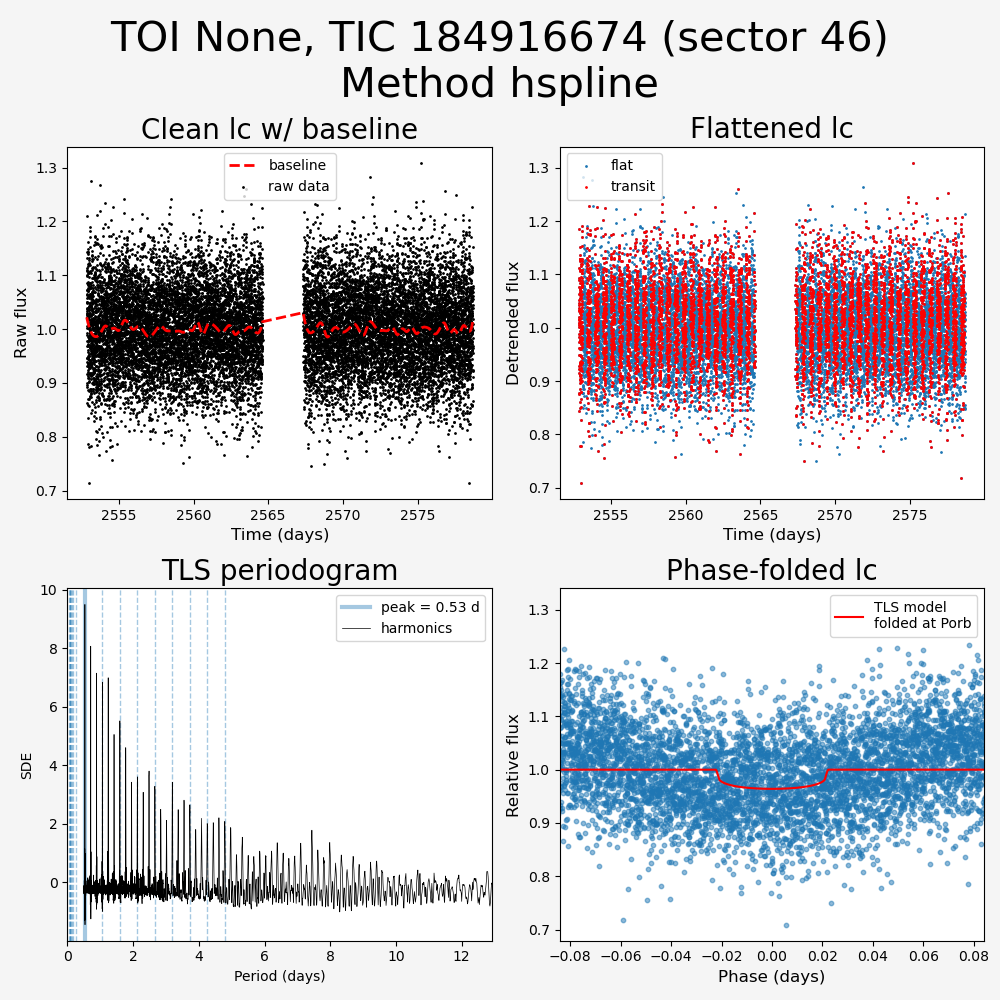 TOI None, TIC 184916674 (sector 46)
Method hspline
Clean lc w/ baseline
baseline
raw data
Raw flux
1.3
1.2
1.1
1.0
0.9
0.8
0.7
2555
2560
2565
2570
2575
Time (days)
Flattened lc
flat
transit
Detrended flux
1.3
1.2
1.1
1.0
0.9
0.8
0.7
2555
2560
2565
2570
2575
Time (days)
TLS periodogram
peak = 0.53 d
harmonics
SDE
10
8
6
4
2
0
0
2
4
6
8
10
12
Period (days)
Phase-folded lc
TLS model
folded at Porb
Relative flux
1.3
1.2
1.1
1.0
0.9
0.8
0.7
−0.08
−0.06
−0.04
−0.02
0.00
0.02
0.04
0.06
0.08
Phase (days)